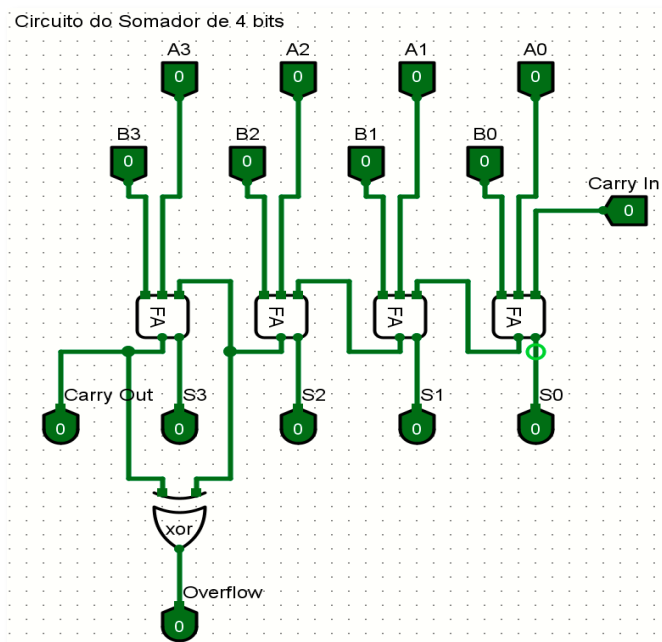 Circuito do Somador de 4 bits
A3 A2 A1 A0
0 0 0 0
B3 B2 B1 B0
0 0 0 0
Carry In
0
FA FA FA FA
Carry Out S3 S2 S1 S0
0 0 0 0 0
xor
Overflow
0